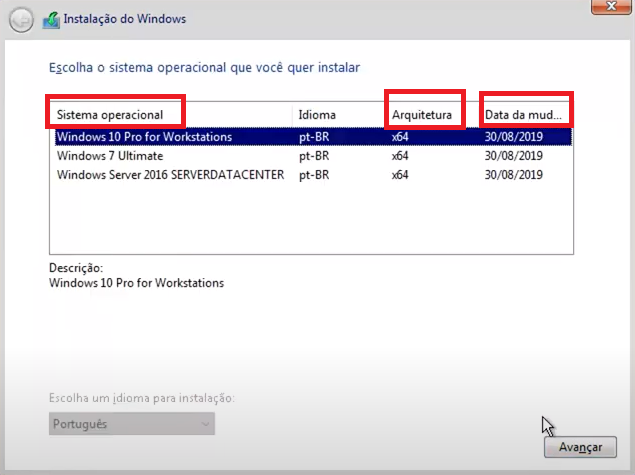 Instalação do Windows
Escolha o sistema operacional que você quer instalar
Sistema operacional Idioma Arquitetura Data da mud...
Windows 10 Pro for Workstations pt-BR x64 30/08/2019
Windows 7 Ultimate pt-BR x64 30/08/2019
Windows Server 2016 SERVERDATACENTER pt-BR x64 30/08/2019
Descrição:
Windows 10 Pro for Workstations
Escolha um idioma para instalação:
Português
Avançar